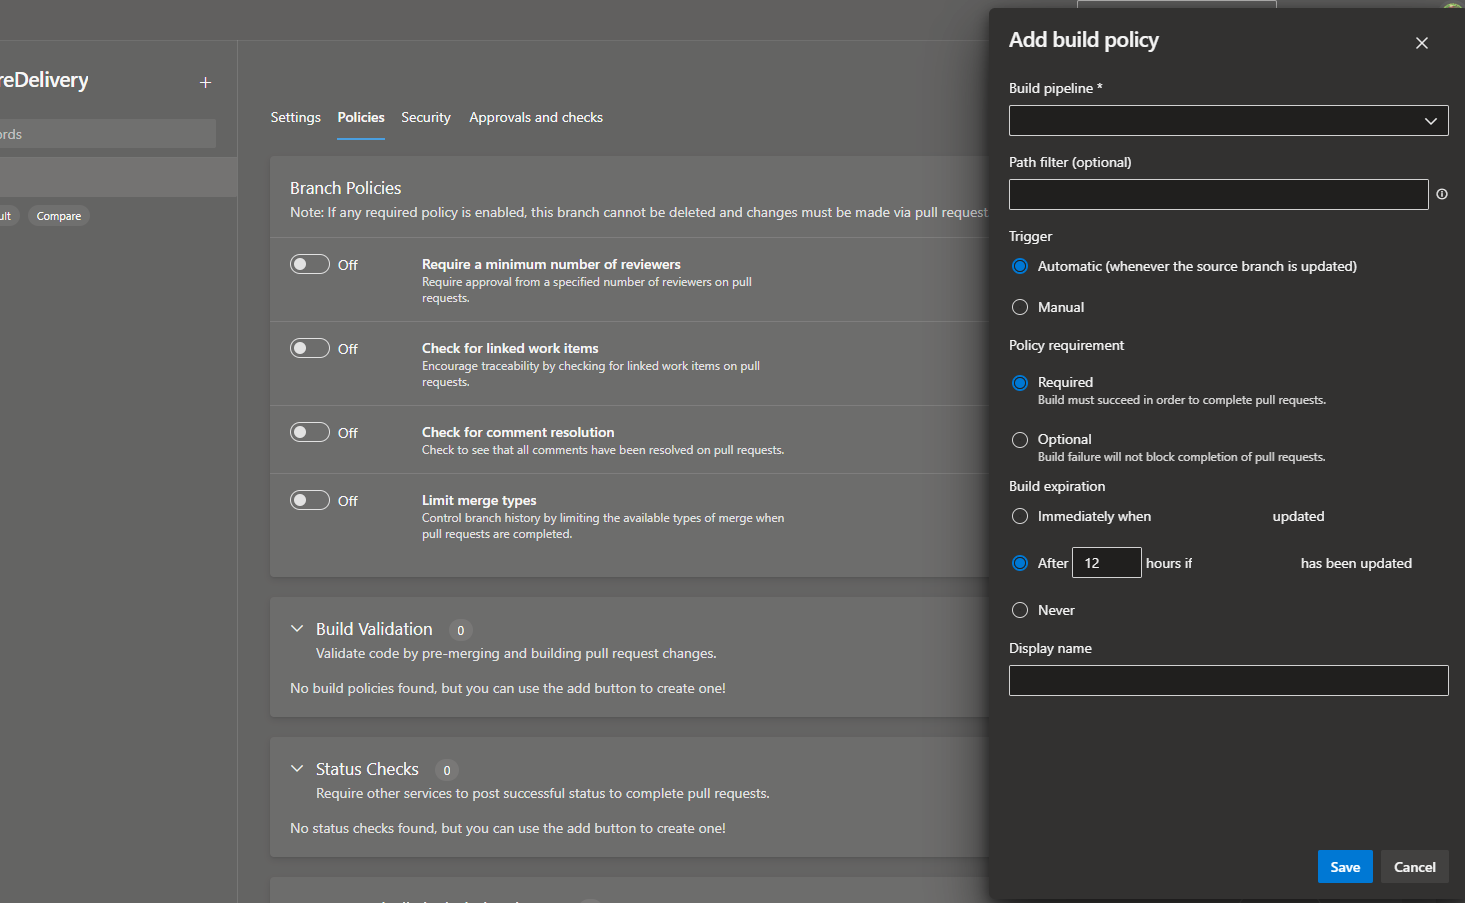 reDelivery
ords
ult
Compare
Settings
Policies
Security
Approvals and checks
Branch Policies
Note: If any required policy is enabled, this branch cannot be deleted and changes must be made via pull request
Off
Require a minimum number of reviewers
Require approval from a specified number of reviewers on pull
requests.
Off
Check for linked work items
Encourage traceability by checking for linked work items on pull
requests.
Off
Check for comment resolution
Check to see that all comments have been resolved on pull requests.
Off
Limit merge types
Control branch history by limiting the available types of merge when
pull requests are completed.
Build Validation 0
Validate code by pre-merging and building pull request changes.
No build policies found, but you can use the add button to create one!
Status Checks 0
Require other services to post successful status to complete pull requests.
No status checks found, but you can use the add button to create one!
Add build policy
Build pipeline *
Path filter (optional)
Trigger
Automatic (whenever the source branch is updated)
Manual
Policy requirement
Required
Build must succeed in order to complete pull requests.
Optional
Build failure will not block completion of pull requests.
Build expiration
Immediately when updated
After 12 hours if has been updated
Never
Display name
Save
Cancel